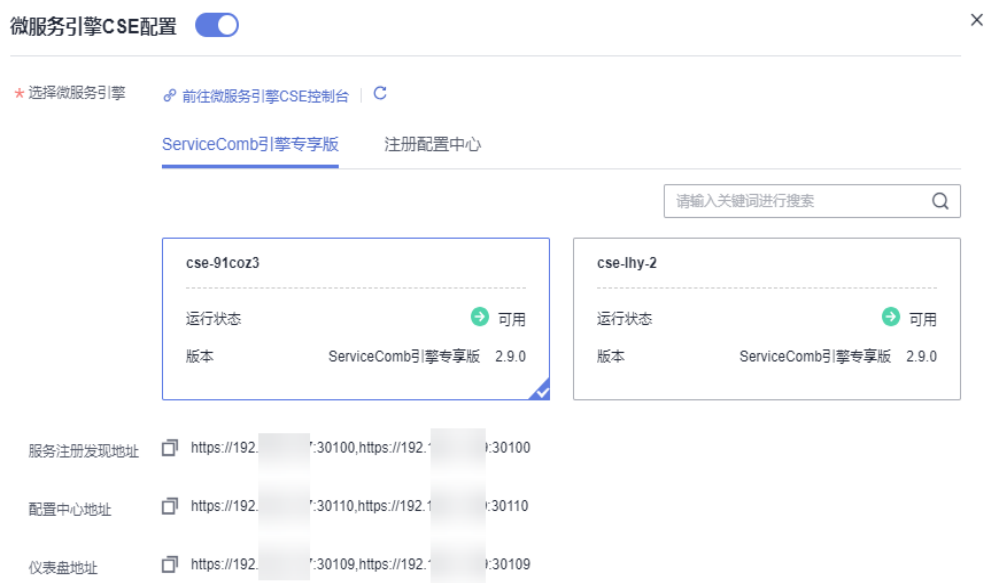 微服务引擎CSE配置
* 选择微服务引擎 前往微服务引擎CSE控制台
ServiceComb引擎专享版 注册配置中心
请输入关键词进行搜索
cse-91coz3
运行状态 可用
版本 ServiceComb引擎专享版 2.9.0
cse-lhy-2
运行状态 可用
版本 ServiceComb引擎专享版 2.9.0
服务注册发现地址 https://192. :30100,https://192. :30100
配置中心地址 https://192. :30110,https://192. :30110
仪表盘地址 https://192. :30109,https://192. :30109